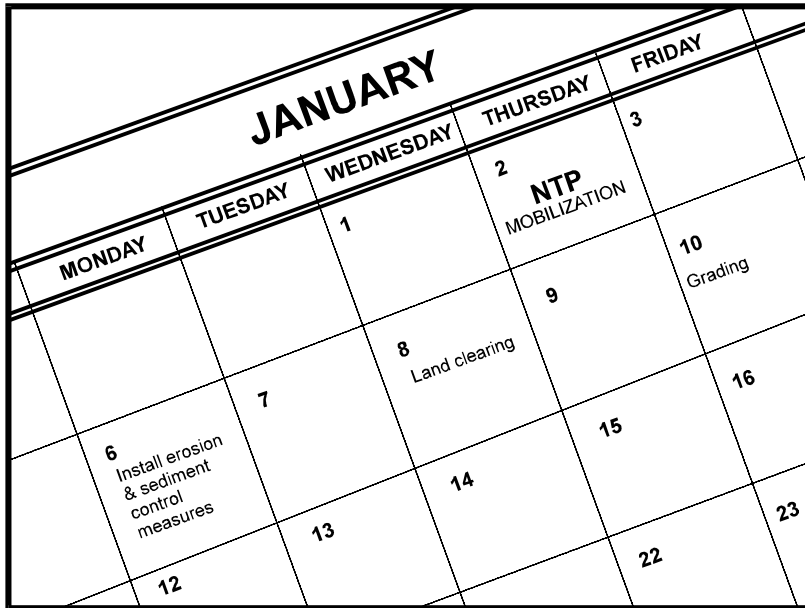 JANUARY
MONDAY
TUESDAY
WEDNESDAY
THURSDAY
FRIDAY
1
2
NTP
MOBILIZATION
3
6
Install erosion
& sediment
control
measures
7
8
Land clearing
9
10
Grading
12
13
14
15
16
22
23